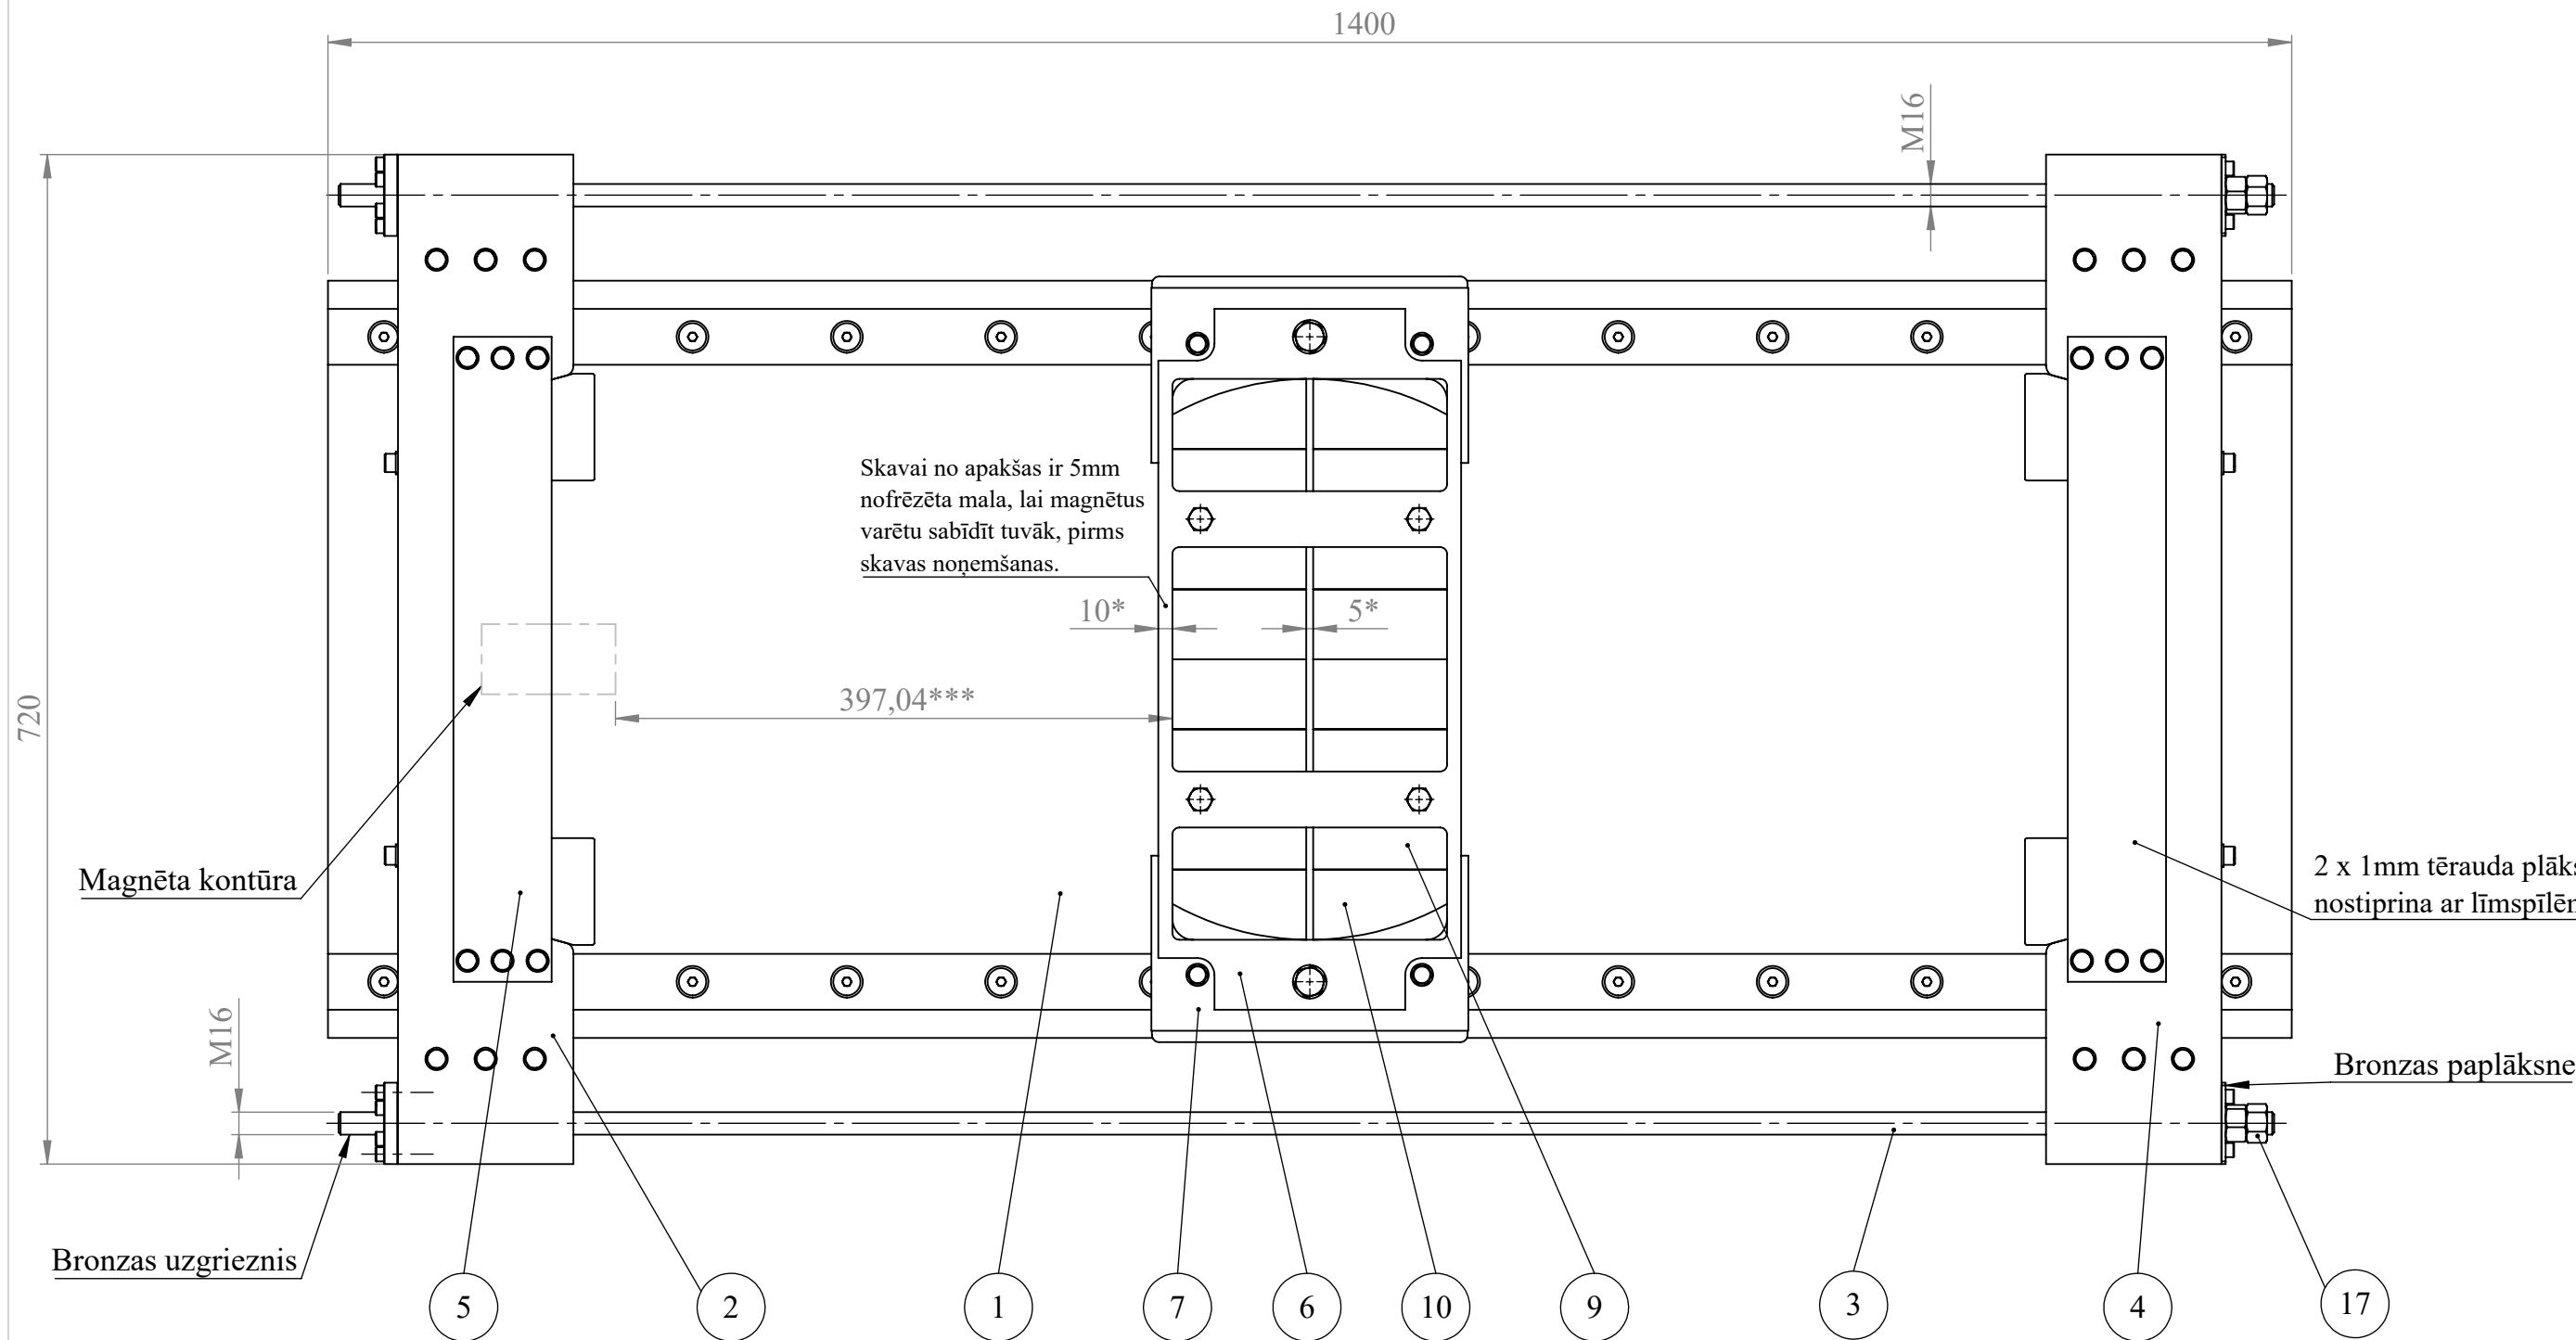 1400
M16
720
Skavai no apakšas ir 5mm
nofrēzēta mala, lai magnētus
varētu sabīdīt tuvāk, pirms
skavas noņemšanas.
10*
5*
397,04***
Magnēta kontūra
2 x 1mm tērauda
nostiprina ar
M16
Bronzas paplāksne
Bronzas uzgrieznis
5
2
1
7
6
10
9
3
4
17